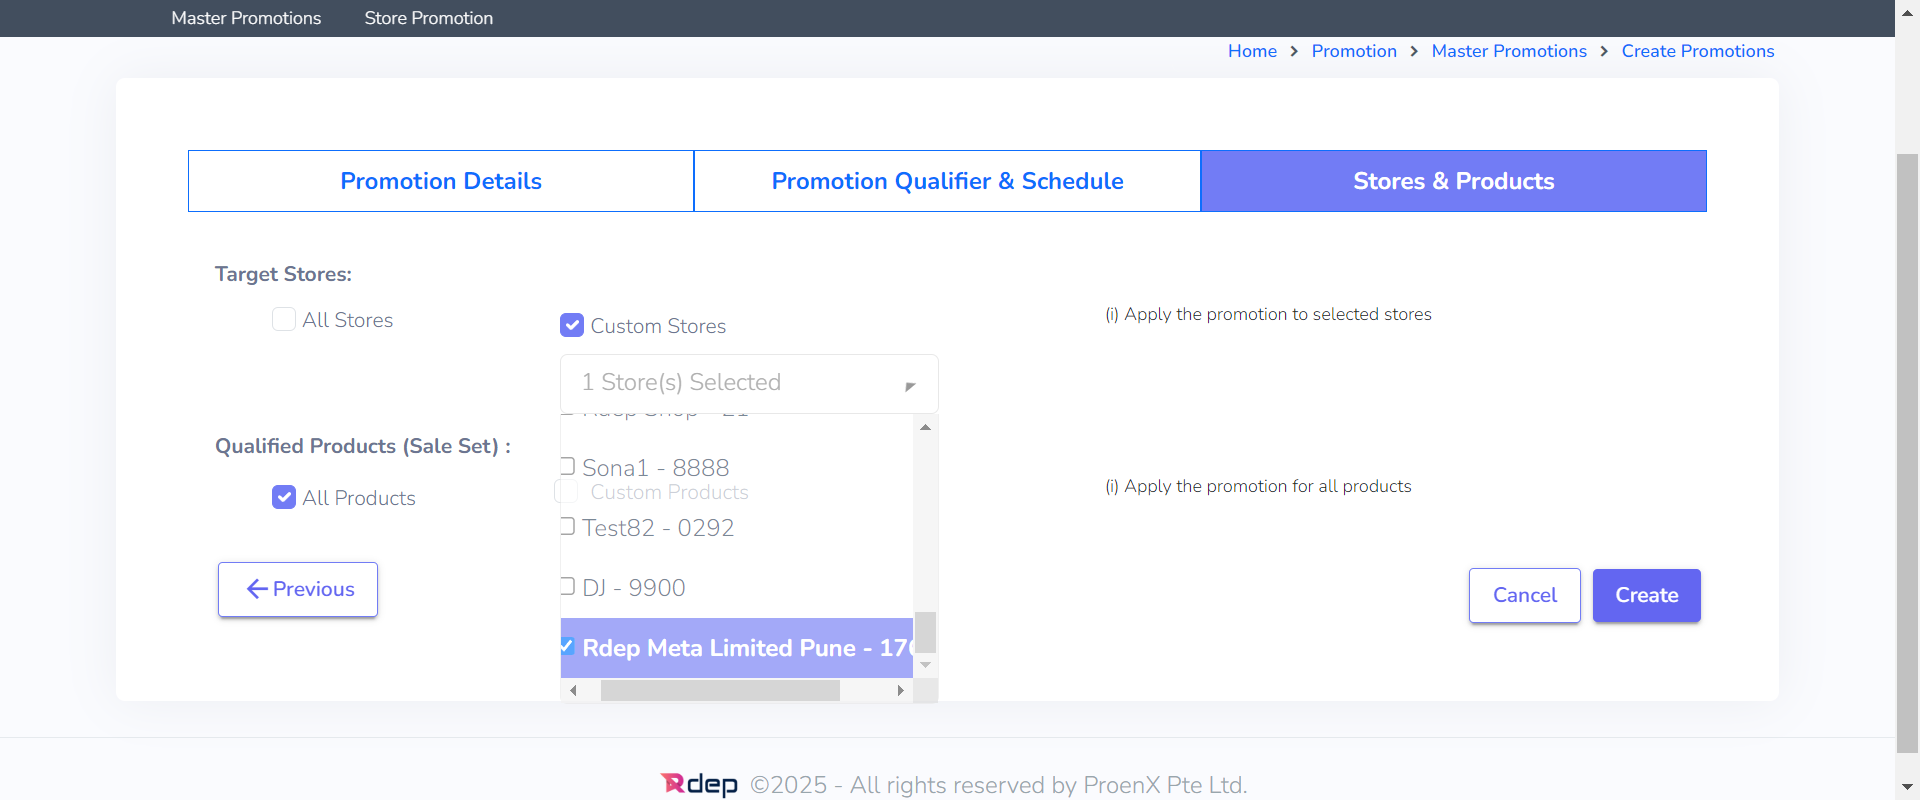 Master Promotions Store Promotion
Home > Promotion > Master Promotions > Create Promotions
Promotion Details Promotion Qualifier & Schedule Stores & Products
Target Stores:
All Stores
Custom Stores
(i) Apply the promotion to selected stores
1 Store(s) Selected
Qualified Products (Sale Set) :
Sona1 - 8888
All Products
Custom Products
(i) Apply the promotion for all products
Test82 - 0292
DJ - 9900
Rdep Meta Limited Pune - 170
Previous
Cancel Create
Rdep ©2025 - All rights reserved by ProenX Pte Ltd.